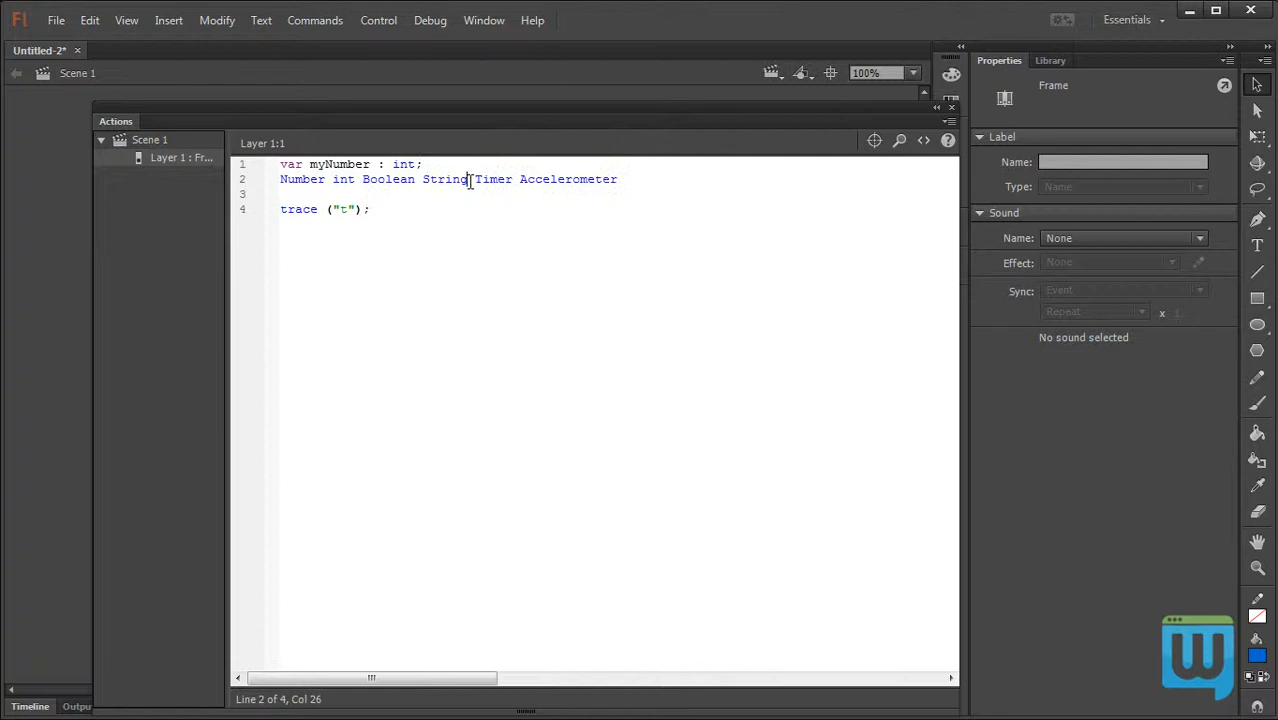 Fl File Edit View Insert Modify Text Commands Control Debug Window Help Essentials
Untitled-2* ×
Scene 1 100%
Properties Library
Frame
Actions
Scene 1
Layer 1 : Fr...
Layer 1:1
1 var myNumber : int;
2 Number int Boolean String Timer Accelerometer
3
4 trace ("t");
Label
Name:
Type: Name
Sound
Name: None
Effect: None
Sync: Event
Repeat x 1
No sound selected
Line 2 of 4, Col 26
Timeline Outpu
W